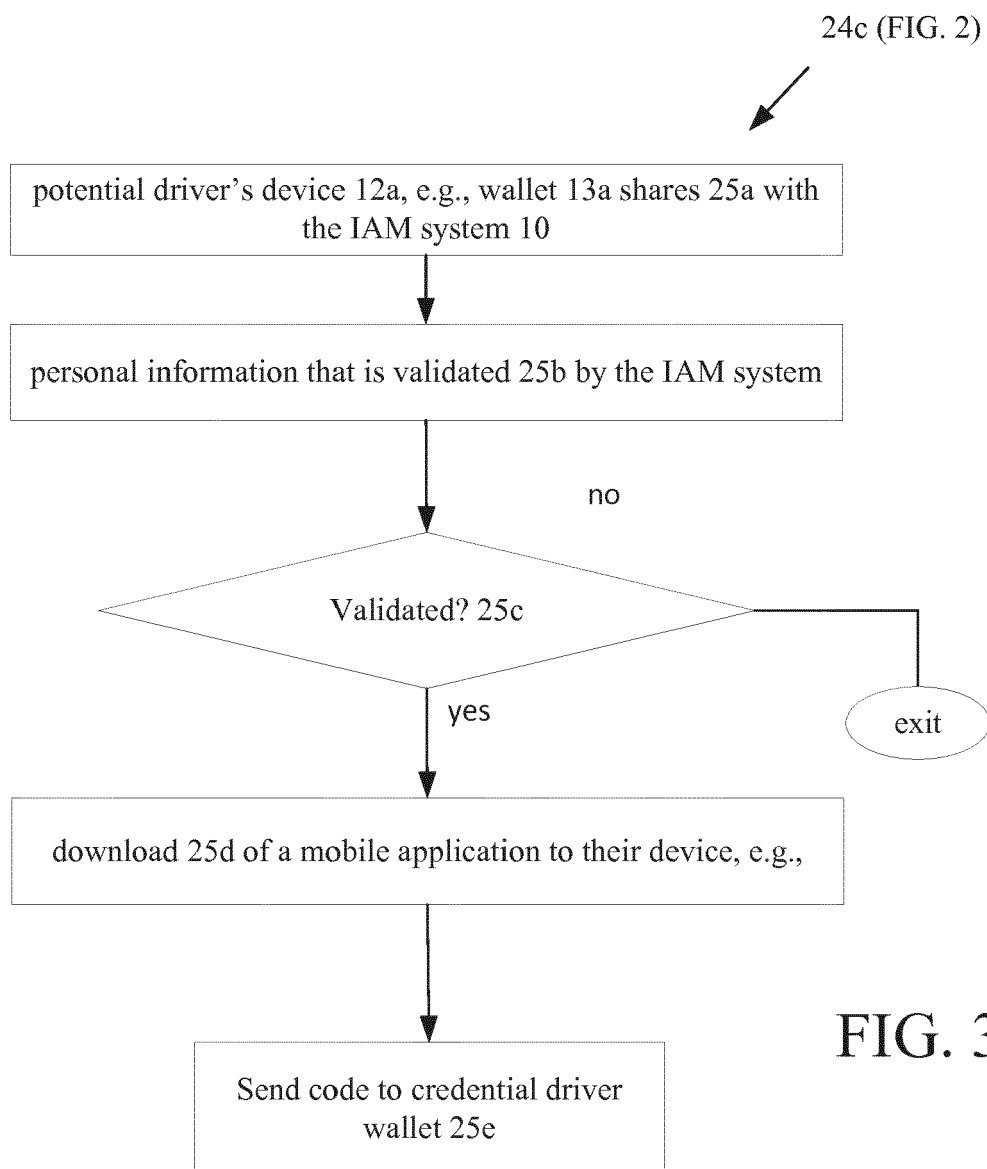 24c (FIG. 2)
potential driver's device 12a, e.g., wallet 13a shares 25a with
the IAM system 10
personal information that is validated 25b by the IAM system
no
Validated? 25c
yes
exit
download 25d of a mobile application to their device, e.g.,
FIG. 3
Send code to credential driver
wallet 25e